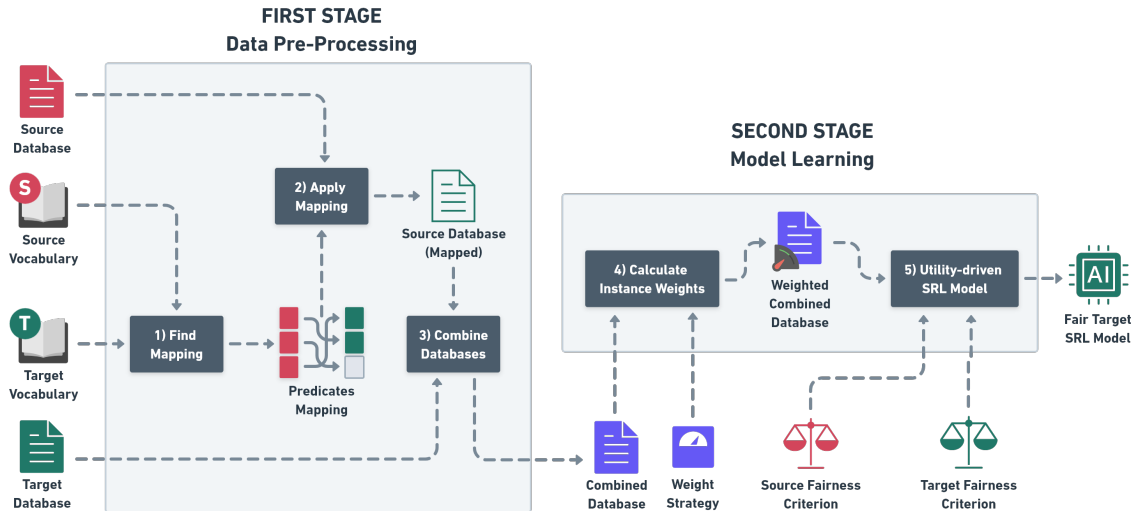 FIRST STAGE
Data Pre-Processing
Source
Database
S
Source
Vocabulary
T
Target
Vocabulary
Target
Database
2) Apply
Mapping
Source Database
(Mapped)
1) Find
Mapping
Predicates
Mapping
3) Combine
Databases
SECOND STAGE
Model Learning
4) Calculate
Instance Weights
Weighted
Combined
Database
5) Utility-driven
SRL Model
AI
Fair Target
SRL Model
Combined
Database
Weight
Strategy
Source Fairness
Criterion
Target Fairness
Criterion